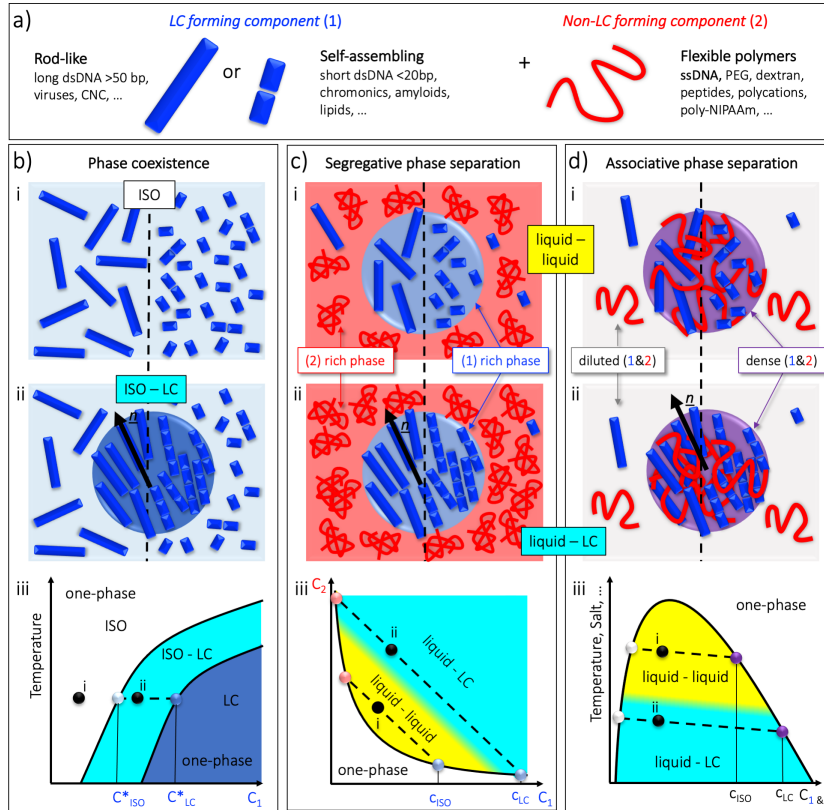 a)
LC forming component (1)
Non-LC forming component (2)
Rod-like
long dsDNA >50 bp,
viruses, CNC, ...
or
Self-assembling
short dsDNA <20bp,
chromonics, amyloids,
lipids, ...
+
Flexible polymers
ssDNA, PEG, dextran,
peptides, polycations,
poly-NIPAAm, ...
b)
Phase coexistence
i
ISO
ISO – LC
ii
n
iii
one-phase
ISO
ISO - LC
LC
one-phase
i
ii
Temperature
C*ISO
C*LC
C1
c)
Segregative phase separation
i
liquid –
liquid
(2) rich phase
(1) rich phase
ii
n
liquid – LC
iii
C2
ii
liquid - LC
liquid - liquid
i
one-phase
cISO
cLC
C1
d)
Associative phase separation
i
diluted (1&2)
dense (1&2)
ii
n
iii
one-phase
i
liquid - liquid
ii
liquid - LC
Temperature, Salt, ...
cISO
cLC
C1 &